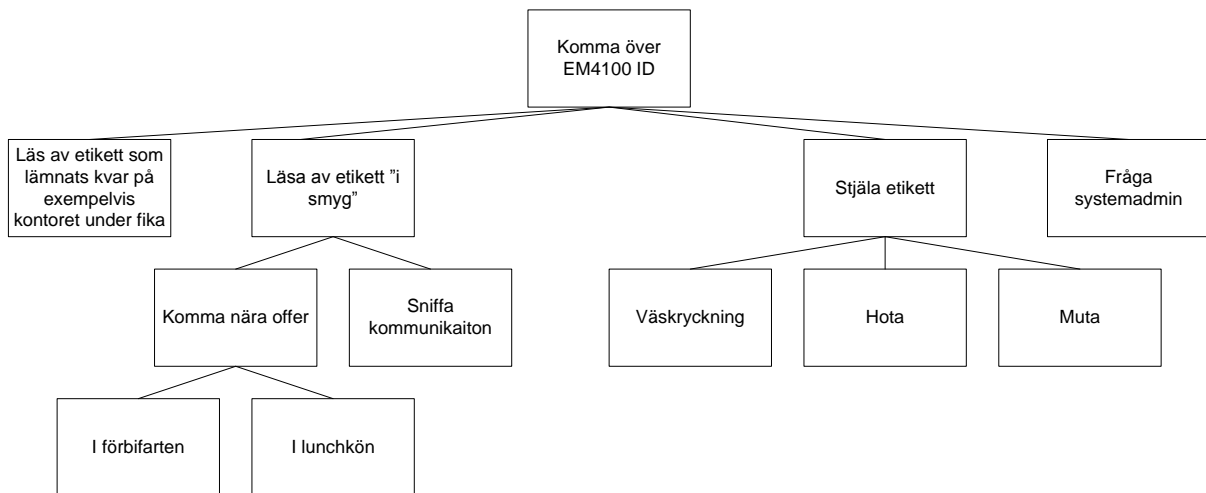 Komma över
EM4100 ID
Läs av etikett som
lämnats kvar på
exempelvis
kontoret under fika
Läsa av etikett ”i
smyg”
Stjäla etikett
Fråga
systemadmin
Komma nära offer
Sniffa
kommunikaiton
Väskryckning
Hota
Muta
I förbifarten
I lunchkön